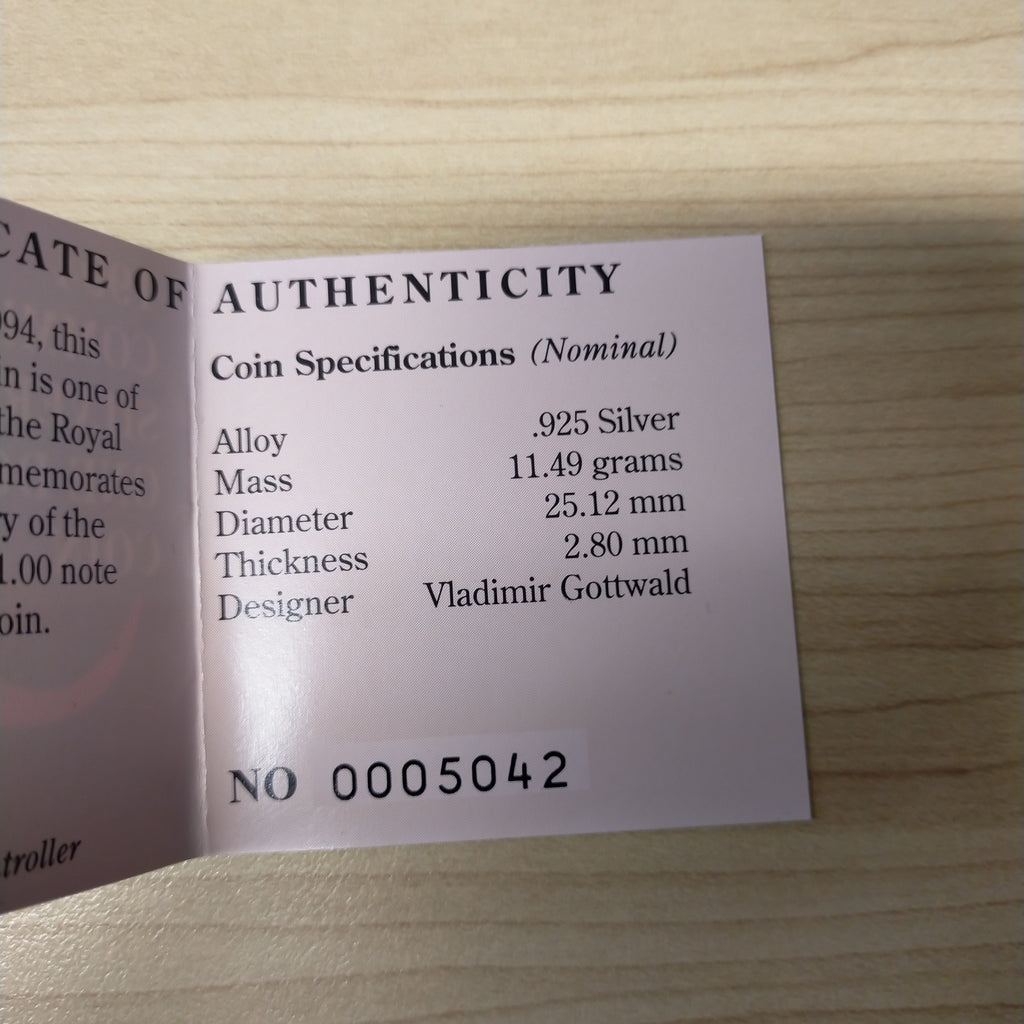 CATE OF AUTHENTICITY
94, this
in is one of
the Royal
memorates
y of the
1.00 note
oin.
troller
Coin Specifications (Nominal)
Alloy .925 Silver
Mass 11.49 grams
Diameter 25.12 mm
Thickness 2.80 mm
Designer Vladimir Gottwald
NO 0005042